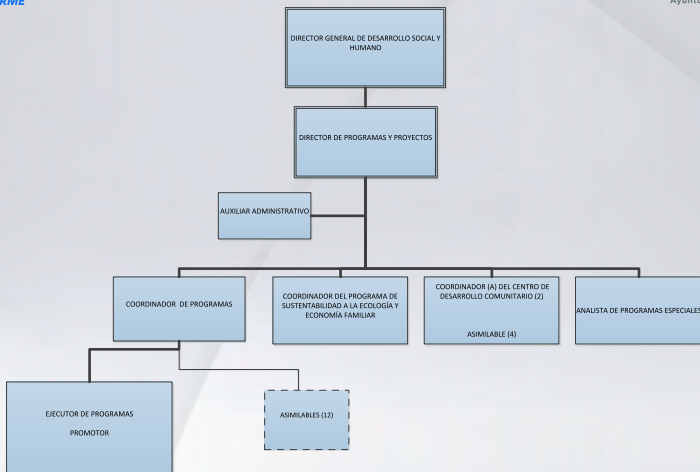 DIRECTOR GENERAL DE DESARROLLO SOCIAL Y
HUMANO
DIRECTOR DE PROGRAMAS Y PROYECTOS
AUXILIAR ADMINISTRATIVO
COORDINADOR DE PROGRAMAS
COORDINADOR DEL PROGRAMA DE
SUSTENTABILIDAD A LA ECOLOGÍA Y
ECONOMÍA FAMILIAR
COORDINADOR (A) DEL CENTRO DE
DESARROLLO COMUNITARIO (2)
ASIMILABLE (4)
ANALISTA DE PROGRAMAS ESPECIALES
EJECUTOR DE PROGRAMAS
PROMOTOR
ASIMILABLES (12)